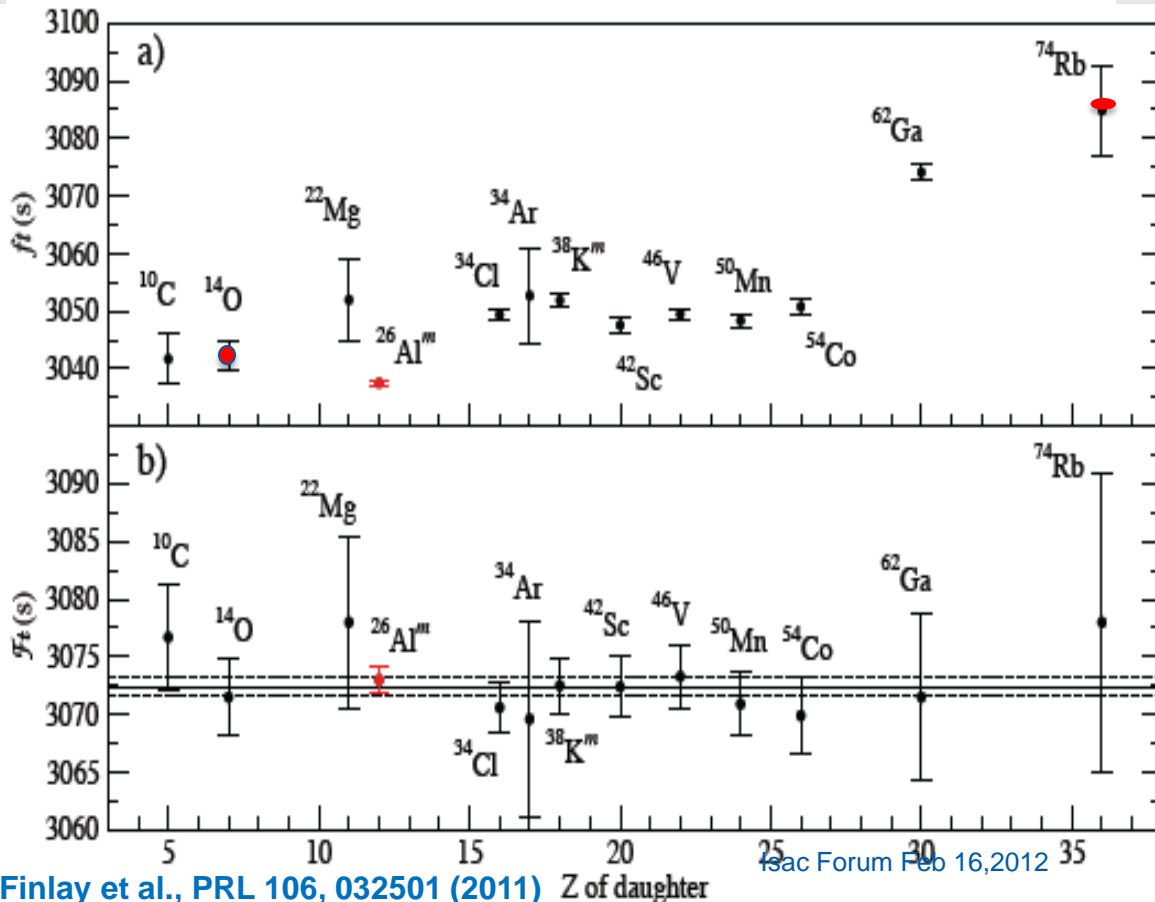 3100
a)
⁷⁴Rb
3090
⁶²Ga
3080
3070
ft (s)
²²Mg
³⁴Ar
3060
³⁸Kᵐ
³⁴Cl
⁴⁶V
⁵⁰Mn
¹⁰C
¹⁴O
3050
²⁶Alᵐ
⁵⁴Co
⁴²Sc
3040
b)
⁷⁴Rb
3090
²²Mg
3085
¹⁰C
³⁴Ar
⁶²Ga
3080
¹⁴O
²⁶Alᵐ
⁴²Sc
⁴⁶V
⁵⁰Mn
⁵⁴Co
ℱt (s)
3075
3070
³⁴Cl
³⁸Kᵐ
3065
3060
5 10 15 20 25 30 35
Isac Forum Feb 16,2012
Finlay et al., PRL 106, 032501 (2011) Z of daughter